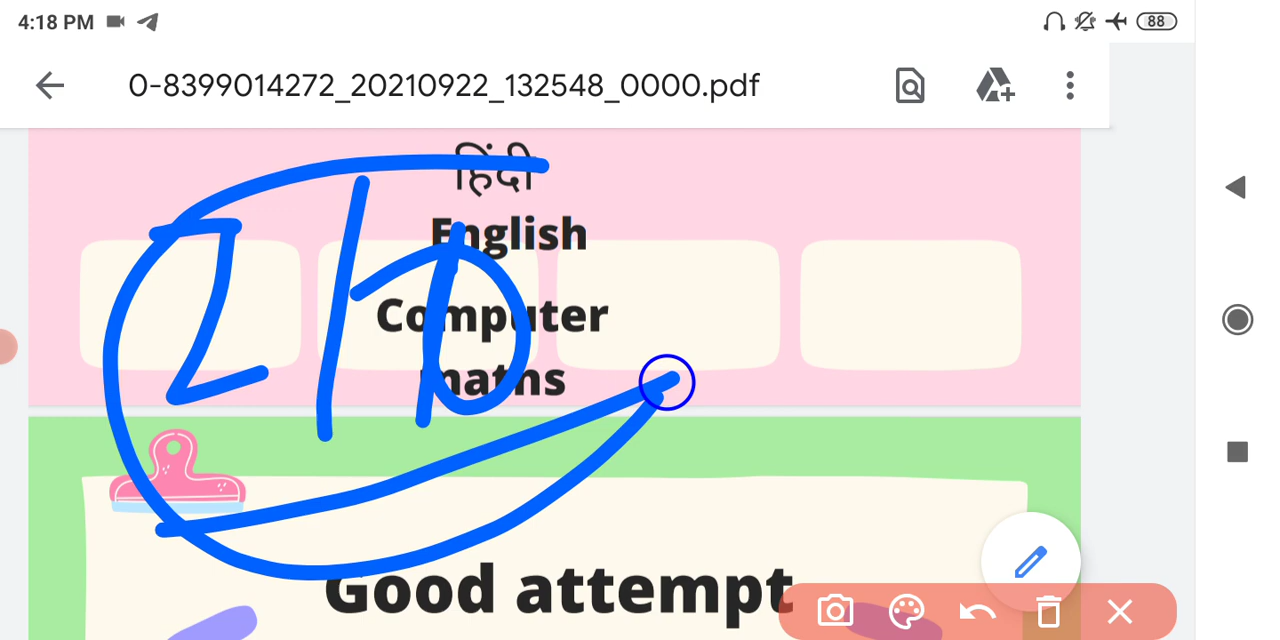 4:18 PM
88
0-8399014272_20210922_132548_0000.pdf
हिंदी
English
Computer
maths
Good attempt